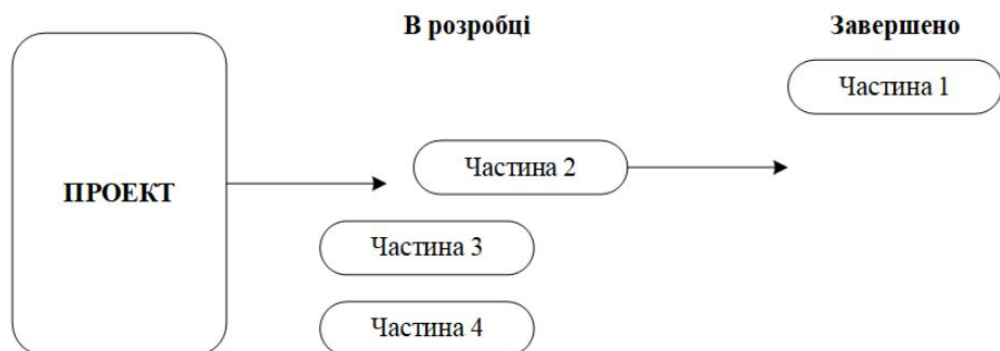 В розробці
Завершено
Частина 1
Частина 2
ПРОЕКТ
Частина 3
Частина 4